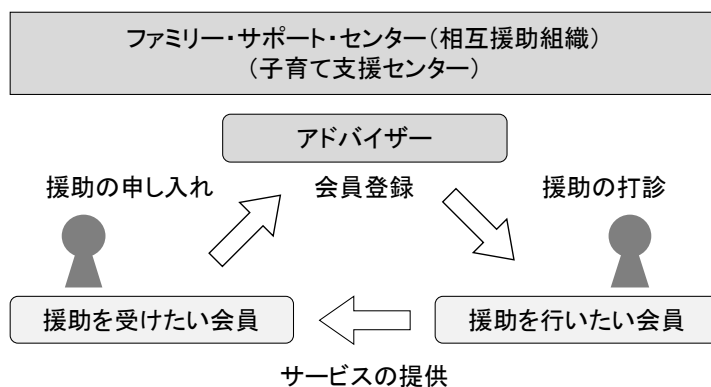 ファミリー・サポート・センター(相互援助組織)
(子育て支援センター)
アドバイザー
援助の申し入れ
会員登録
援助の打診
援助を受けたい会員
援助を行いたい会員
サービスの提供